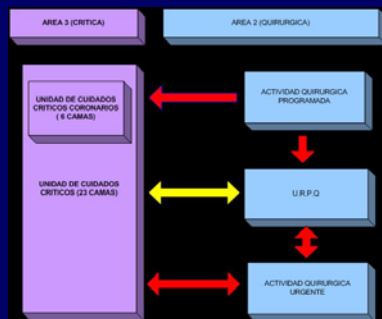 AREA 3 (CRITICA)
AREA 2 (QUIRURGICA)
UNIDAD DE CUIDADOS
CRITICOS CORONARIOS
( 6 CAMAS)
ACTIVIDAD QUIRURGICA
PROGRAMADA
UNIDAD DE CUIDADOS
CRITICOS (23 CAMAS)
U.R.P.Q
ACTIVIDAD QUIRURGICA
URGENTE